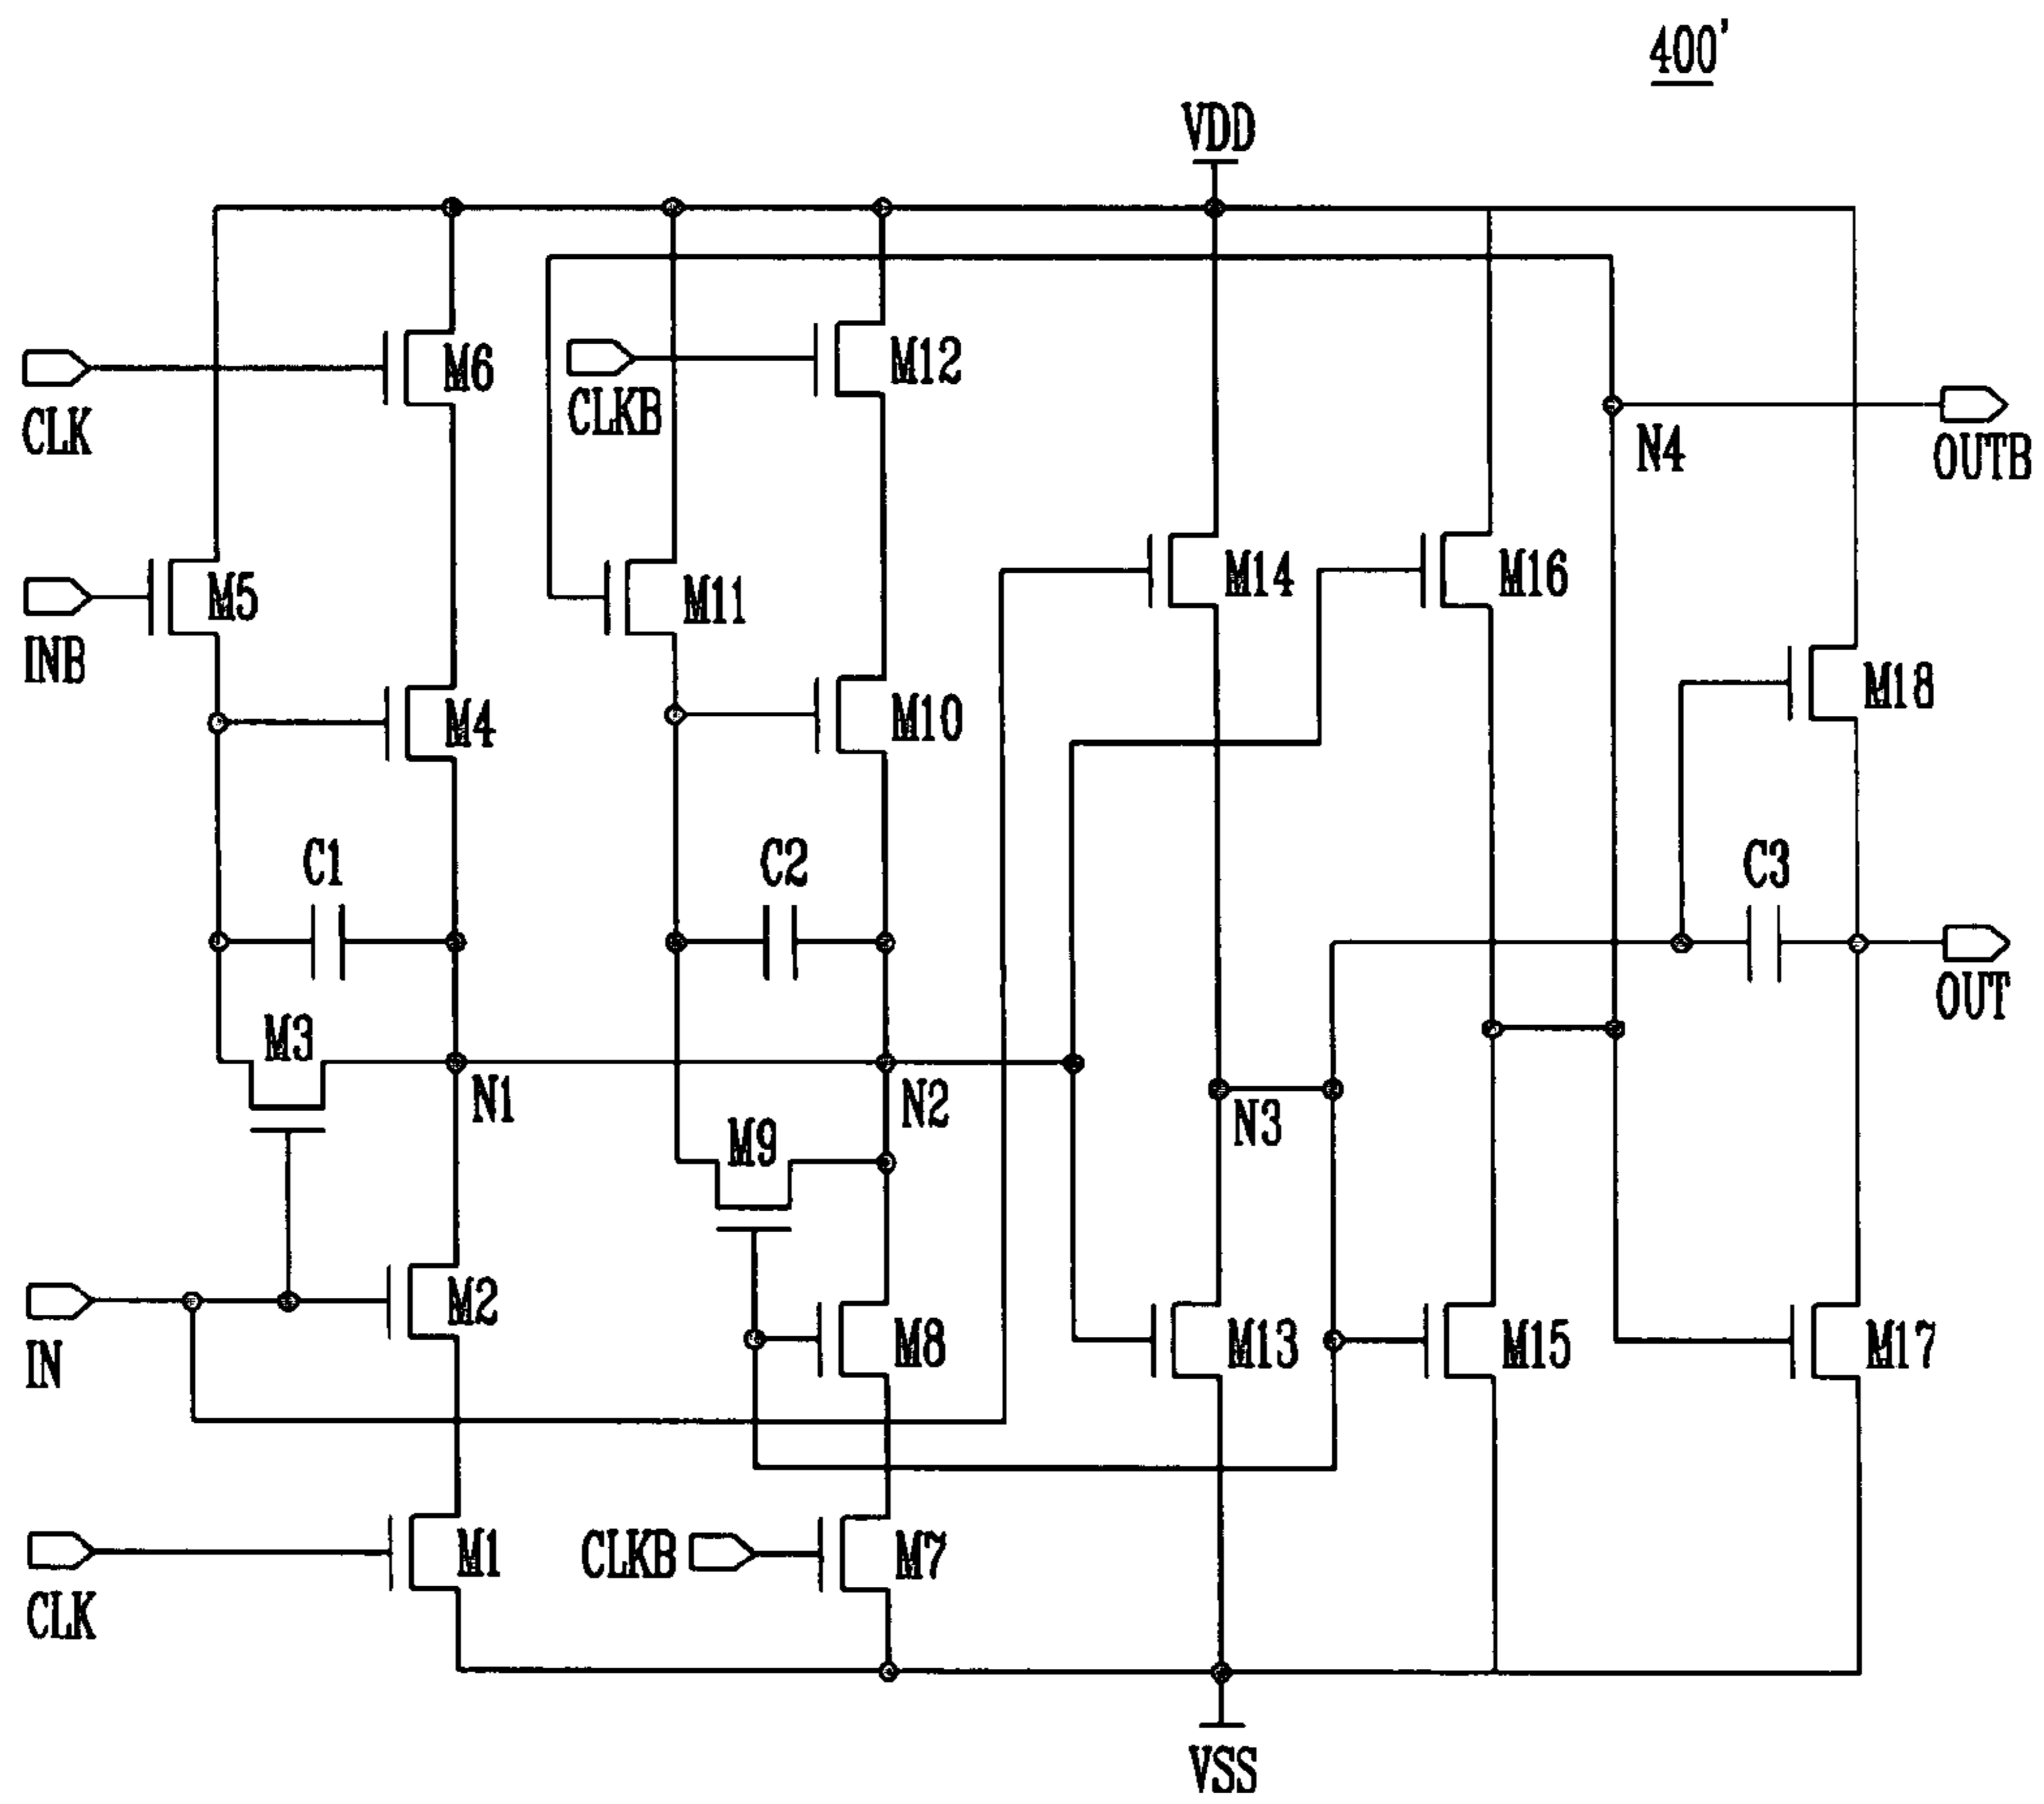 400'
VDD
M6
M12
CLK
CLKB
N4
OUTB
M5
M11
M14
M16
INB
M18
M4
M10
C1
C2
C3
OUT
M3
N1
N2
N3
M9
M2
M8
M13
M15
M17
IN
M1
CLKB
M7
CLK
VSS